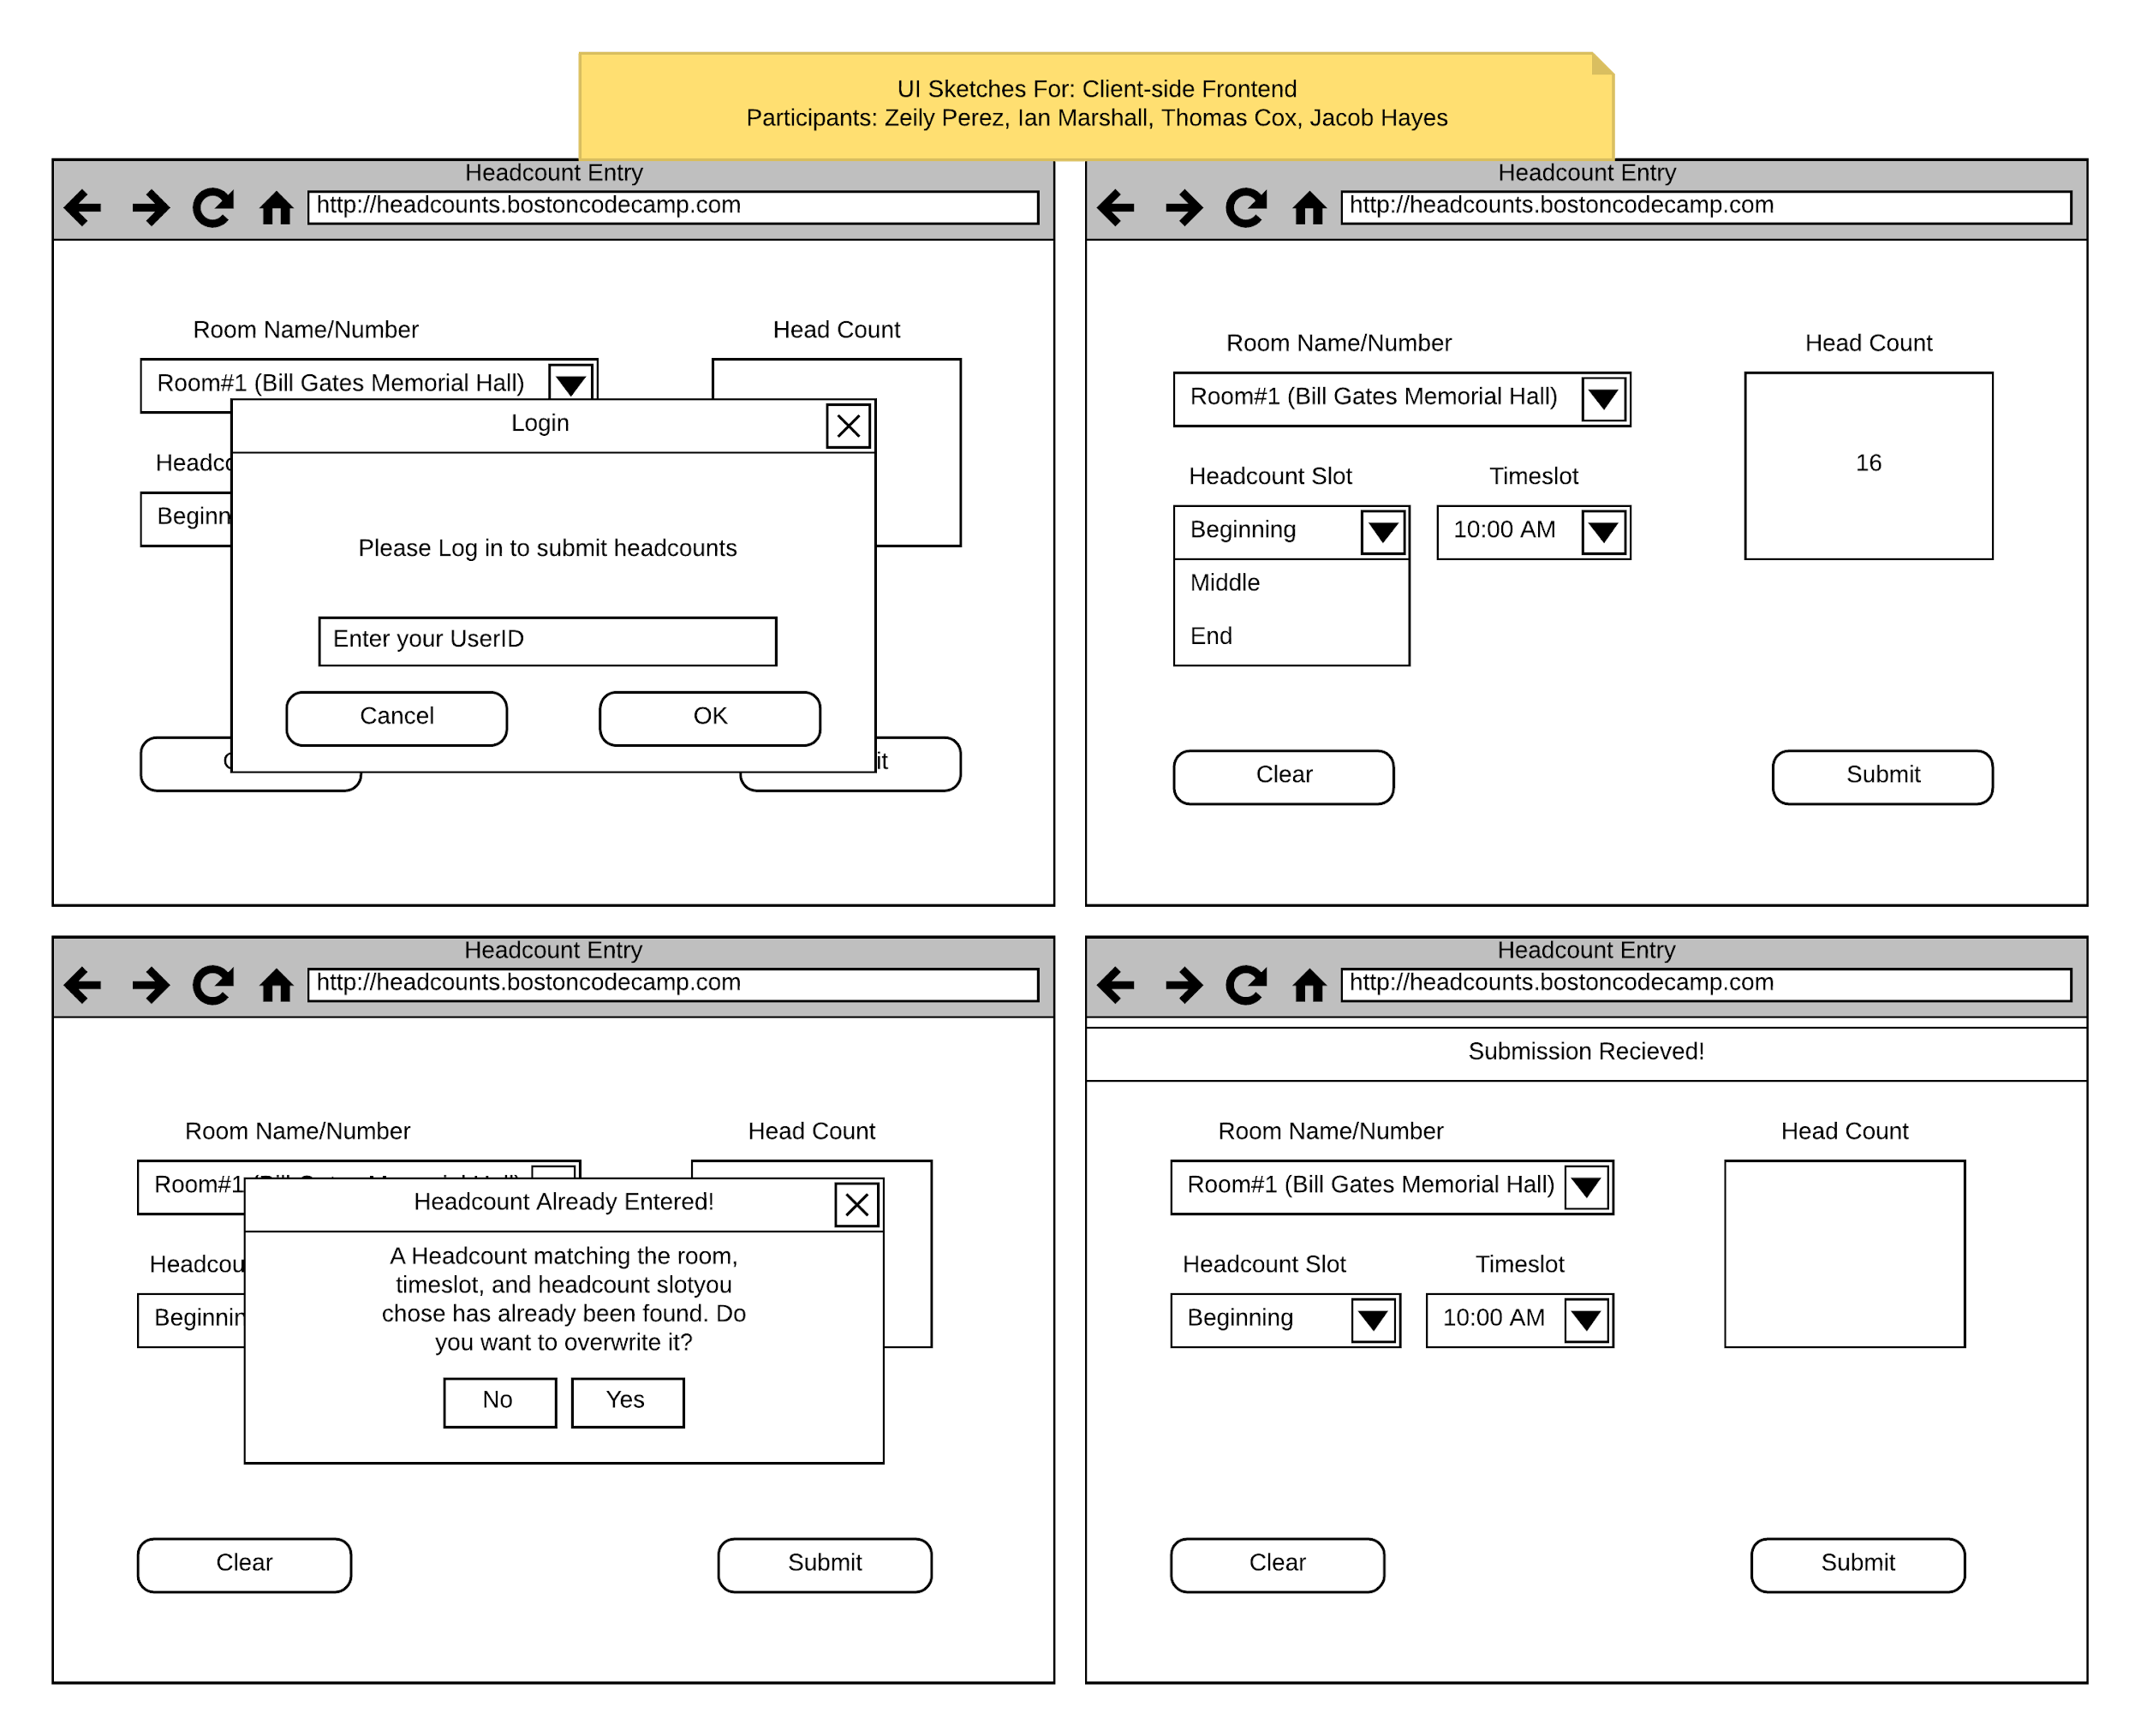 UI Sketches For: Client-side Frontend
Participants: Zeily Perez, Ian Marshall, Thomas Cox, Jacob Hayes
Headcount Entry
http://headcounts.bostoncodecamp.com
Room Name/Number
Head Count
Room#1 (Bill Gates Memorial Hall)
Login
Please Log in to submit headcounts
Enter your UserID
Cancel
OK
Headcount Entry
http://headcounts.bostoncodecamp.com
Room Name/Number
Head Count
Room#1 (Bill Gates Memorial Hall)
16
Headcount Slot
Timeslot
Beginning
10:00 AM
Middle
End
Clear
Submit
Headcount Entry
http://headcounts.bostoncodecamp.com
Room Name/Number
Head Count
Room#1
Headcount Already Entered!
A Headcount matching the room,
timeslot, and headcount slotyou
chose has already been found. Do
you want to overwrite it?
No
Yes
Clear
Submit
Headcount Entry
http://headcounts.bostoncodecamp.com
Submission Recieved!
Room Name/Number
Head Count
Room#1 (Bill Gates Memorial Hall)
Headcount Slot
Timeslot
Beginning
10:00 AM
Clear
Submit